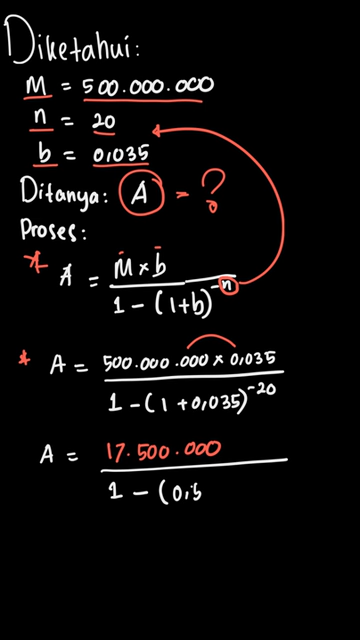 Diketahui:
M = 500.000.000
n = 20
b = 0,035
Ditanya: A = ?
Proses:
* A = M × b / 1 - (1+b)^-n
* A = 500.000.000 × 0,035 / 1 - (1 + 0,035)^-20
A = 17.500.000 / 1 - (0,5